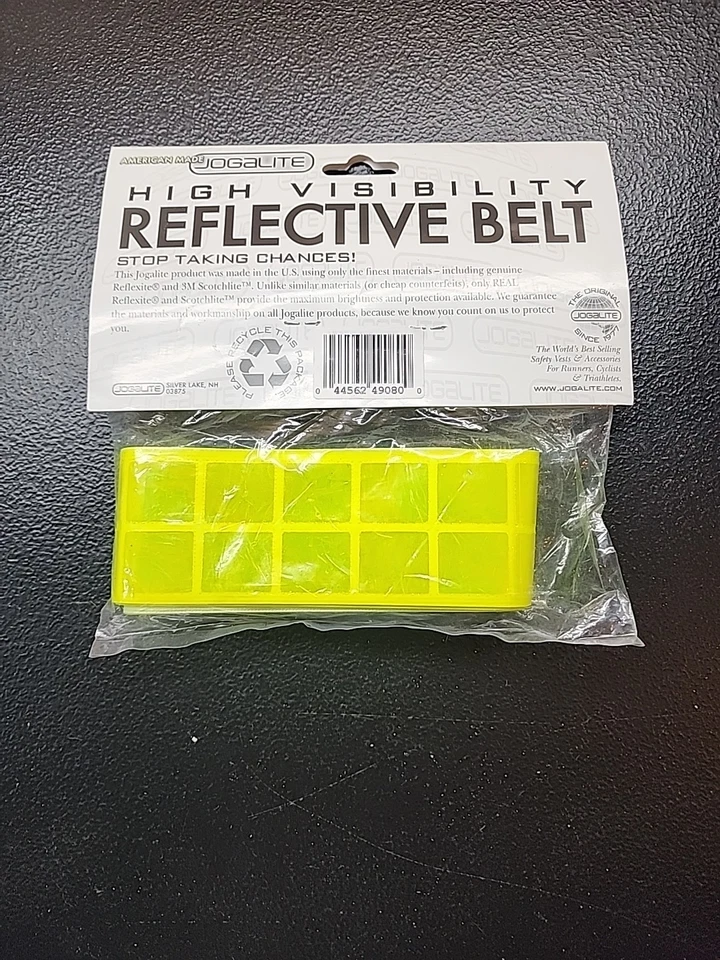 AMERICAN MADE JOGALITE
HIGH VISIBILITY
REFLECTIVE BELT
STOP TAKING CHANCES!
This Jogalite product was made in the U.S. using only the finest materials – including genuine
Reflexite® and 3M Scotchlite™. Unlike similar materials (or cheap counterfeits), only REAL
Reflexite® and Scotchlite™ provide the maximum brightness and protection available. We guarantee
the materials and workmanship on all Jogalite products, because we know you count on us to protect
you.
THE ORIGINAL
JOGALITE
SINCE 1977
PLEASE RECYCLE THIS PACKAGE
The World's Best Selling
Safety Vests & Accessories
For Runners, Cyclists
& Triathletes.
WWW.JOGALITE.COM
JOGALITE SILVER LAKE, NH
03875
0 44562 49080 0